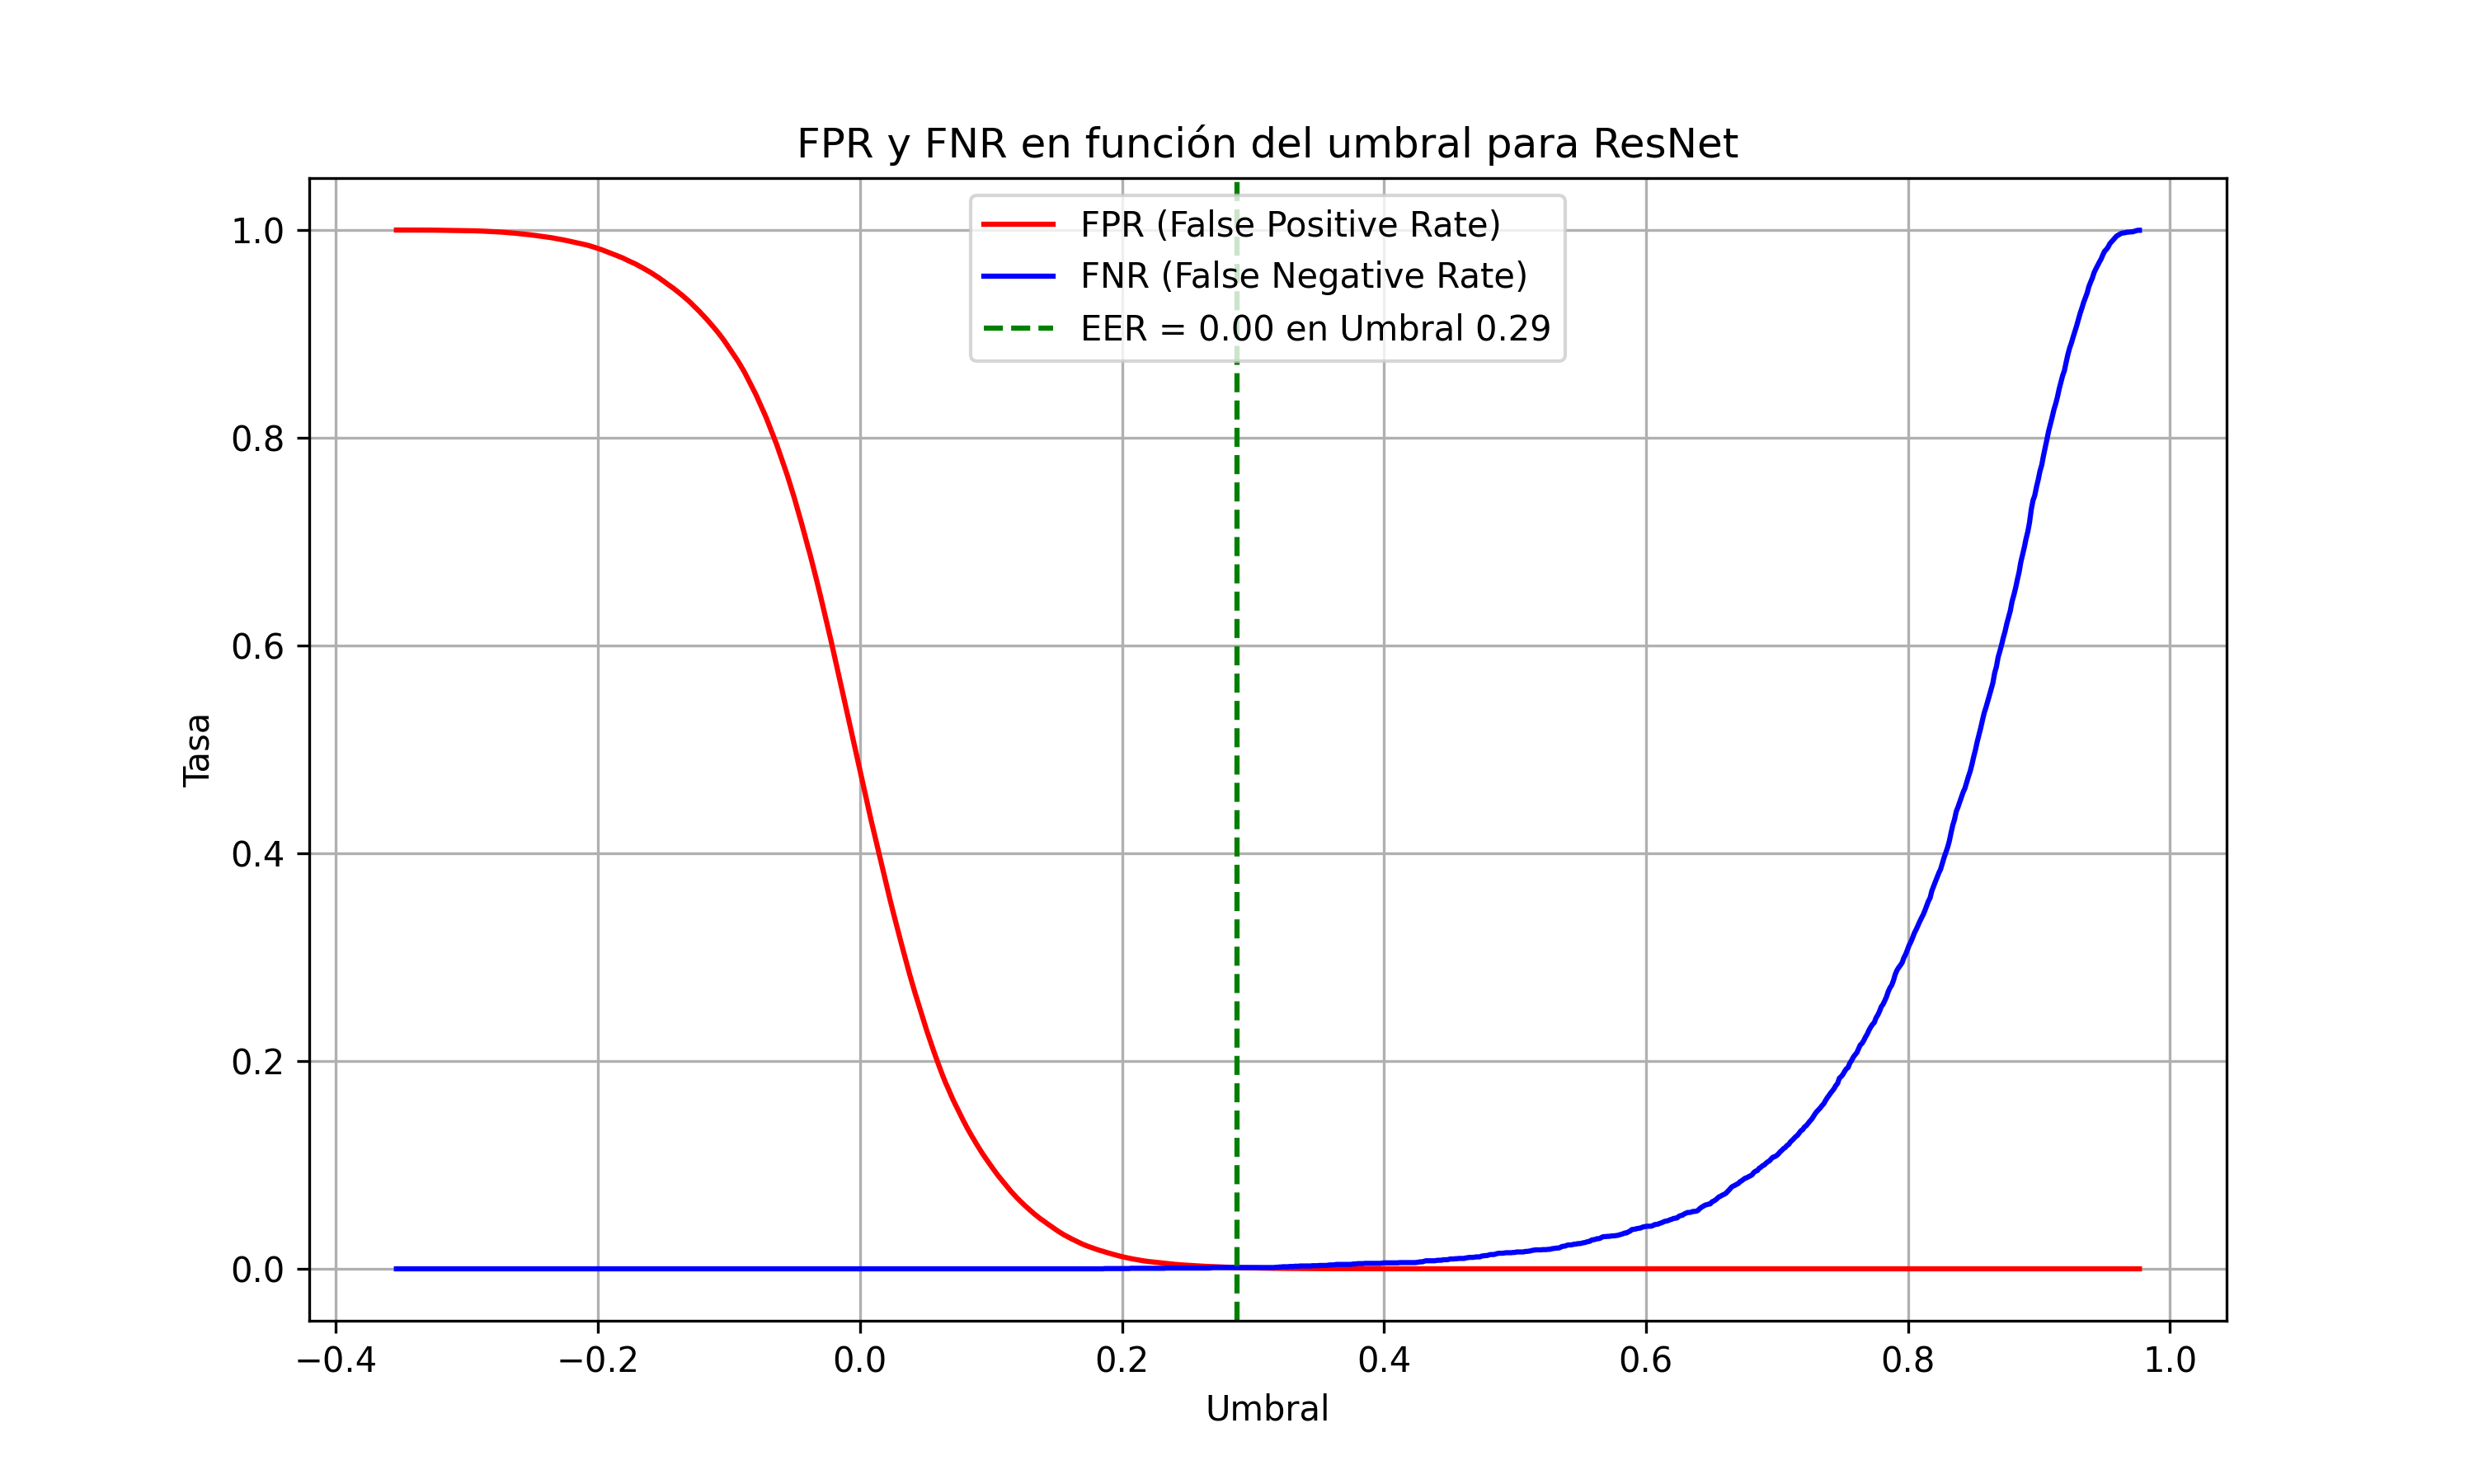 FPR y FNR en función del umbral para ResNet
FPR (False Positive Rate)
FNR (False Negative Rate)
EER = 0.00 en Umbral 0.29
1.0
0.8
0.6
0.4
0.2
0.0
Tasa
−0.4 −0.2 0.0 0.2 0.4 0.6 0.8 1.0
Umbral